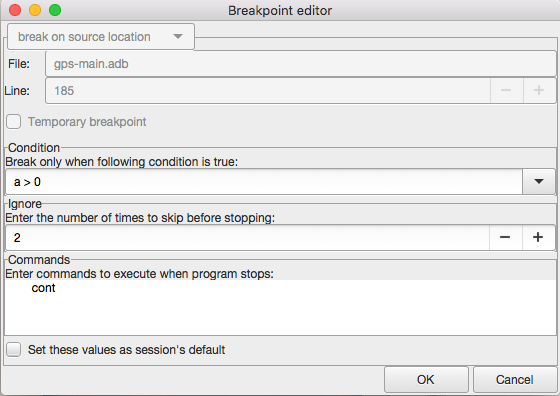 Breakpoint editor
break on source location
File: gps-main.adb
Line: 185
Temporary breakpoint
Condition
Break only when following condition is true:
a > 0
Ignore
Enter the number of times to skip before stopping:
2
Commands
Enter commands to execute when program stops:
cont
Set these values as session's default
OK Cancel